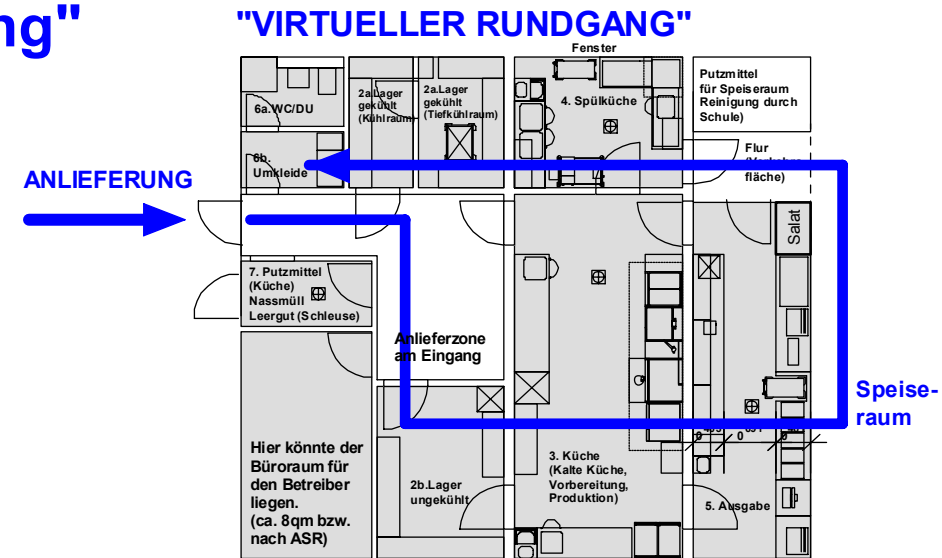 ng"
"VIRTUELLER RUNDGANG"
Fenster
6a.WC/DU
2a.Lager
gekühlt
(Kühlraum)
2a.Lager
gekühlt
(Tiefkühlraum)
4. Spülküche
Putzmittel
für Speiseraum
Reinigung durch
Schule)
Flur
fläche)
6b.
Umkleide
ANLIEFERUNG
Salat
7. Putzmittel
(Küche)
Nassmüll
Leergut (Schleuse)
Anlieferzone
am Eingang
Speise-
raum
Hier könnte der
Büroraum für
den Betreiber
liegen.
(ca. 8qm bzw.
nach ASR)
2b.Lager
ungekühlt
3. Küche
(Kalte Küche,
Vorbereitung,
Produktion)
0 0 0
5. Ausgabe